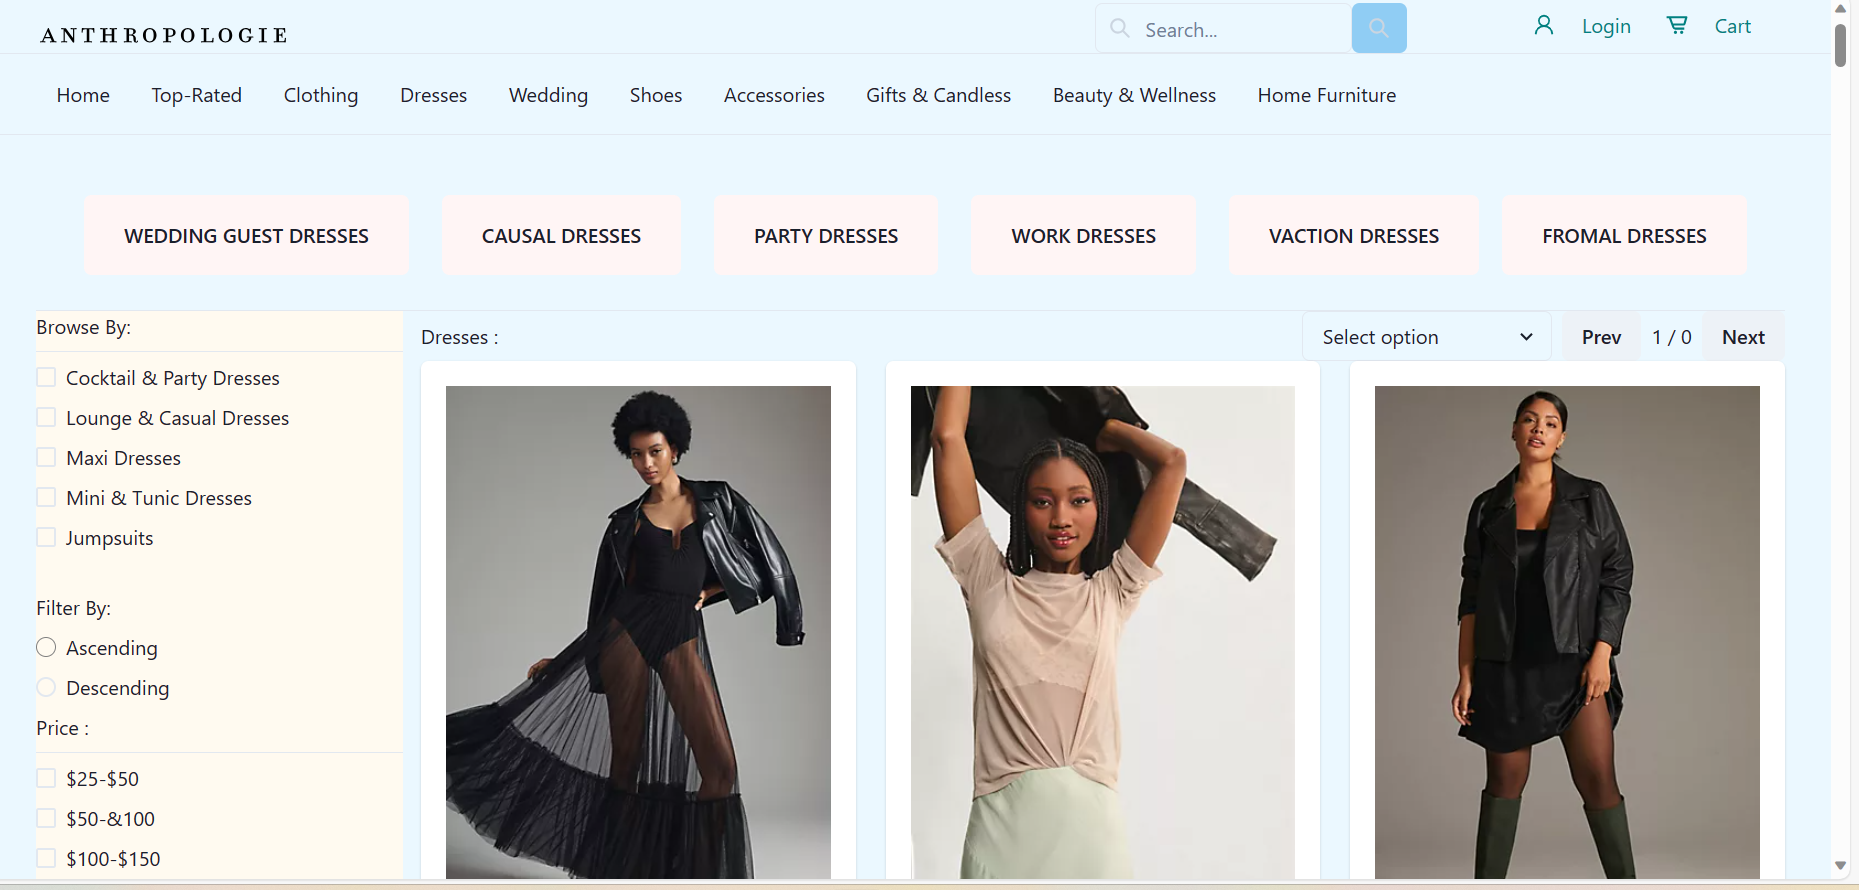 ANTHROPOLOGIE
Search...
Login
Cart
Home
Top-Rated
Clothing
Dresses
Wedding
Shoes
Accessories
Gifts & Candless
Beauty & Wellness
Home Furniture
WEDDING GUEST DRESSES
CAUSAL DRESSES
PARTY DRESSES
WORK DRESSES
VACTION DRESSES
FROMAL DRESSES
Browse By:
Cocktail & Party Dresses
Lounge & Casual Dresses
Maxi Dresses
Mini & Tunic Dresses
Jumpsuits
Filter By:
Ascending
Descending
Price :
$25-$50
$50-&100
$100-$150
Dresses :
Select option
Prev
1 / 0
Next